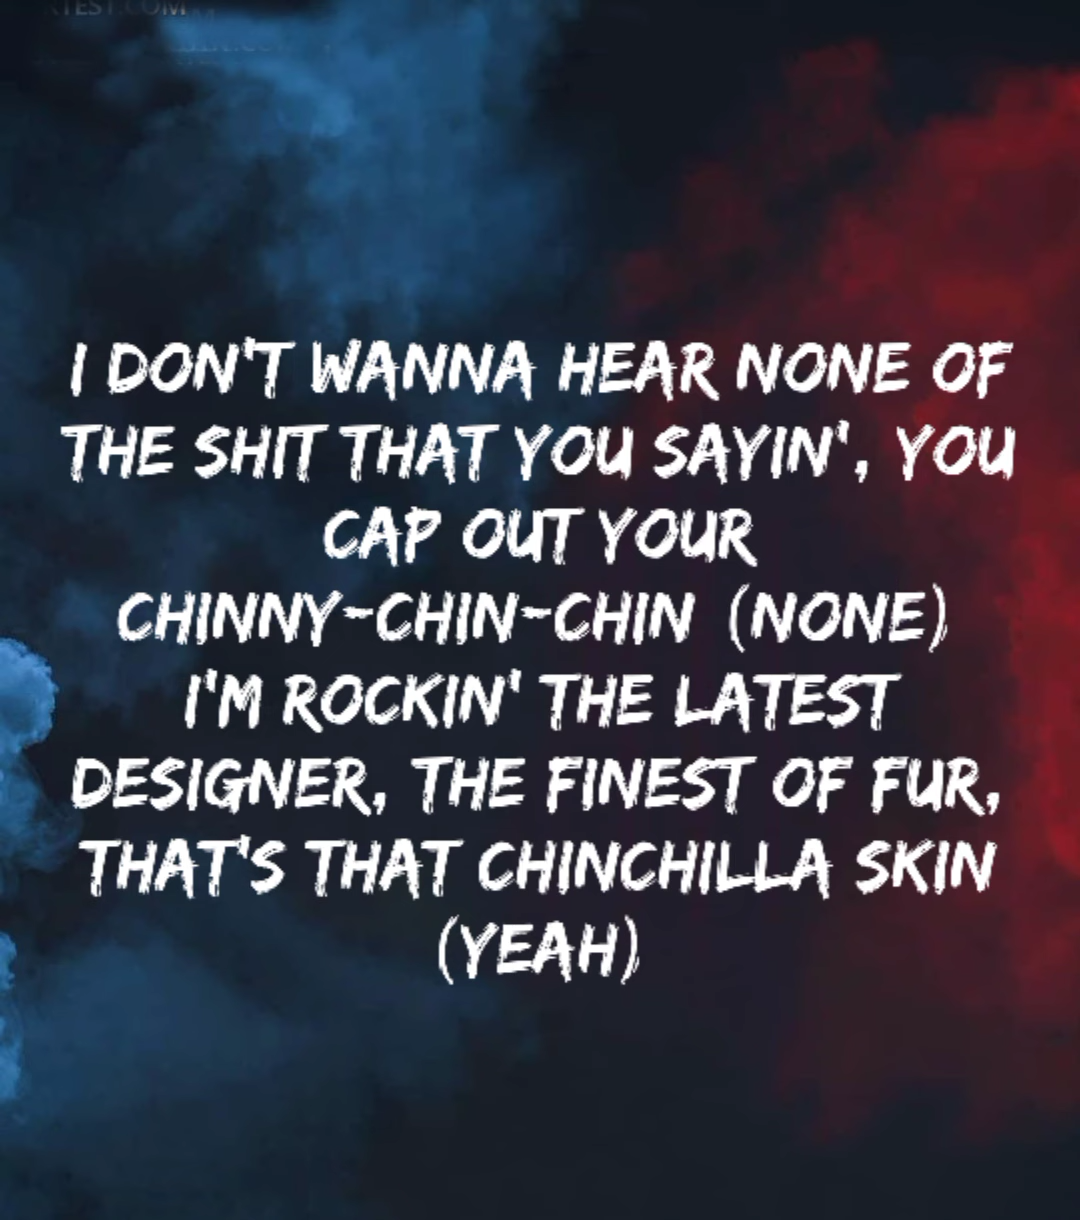 I DON'T WANNA HEAR NONE OF
THE SHIT THAT YOU SAYIN', YOU
CAP OUT YOUR
CHINNY-CHIN-CHIN (NONE)
I'M ROCKIN' THE LATEST
DESIGNER, THE FINEST OF FUR,
THAT'S THAT CHINCHILLA SKIN
(YEAH)